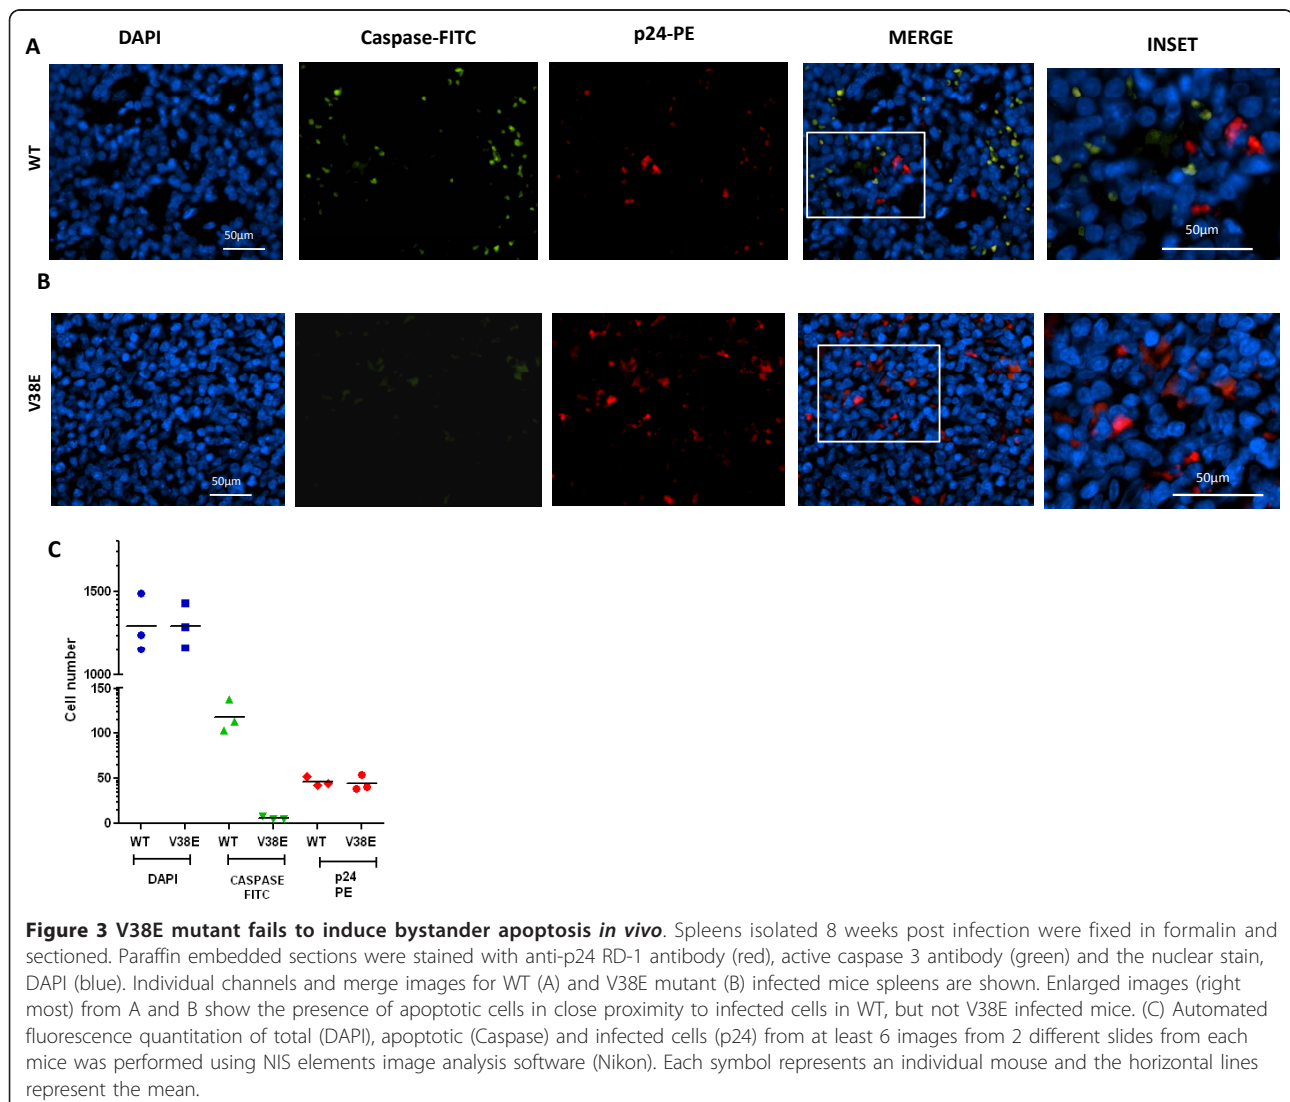 A DAPI Caspase-FITC p24-PE MERGE INSET
WT
50µm
50µm
B
V38E
50µm
50µm
C
1500
1000
150
100
50
0
Cell number
WT V38E WT V38E WT V38E
DAPI CASPASE FITC p24 PE
Figure 3 V38E mutant fails to induce bystander apoptosis in vivo. Spleens isolated 8 weeks post infection were fixed in formalin and
sectioned. Paraffin embedded sections were stained with anti-p24 RD-1 antibody (red), active caspase 3 antibody (green) and the nuclear stain,
DAPI (blue). Individual channels and merge images for WT (A) and V38E mutant (B) infected mice spleens are shown. Enlarged images (right
most) from A and B show the presence of apoptotic cells in close proximity to infected cells in WT, but not V38E infected mice. (C) Automated
fluorescence quantitation of total (DAPI), apoptotic (Caspase) and infected cells (p24) from at least 6 images from 2 different slides from each
mice was performed using NIS elements image analysis software (Nikon). Each symbol represents an individual mouse and the horizontal lines
represent the mean.